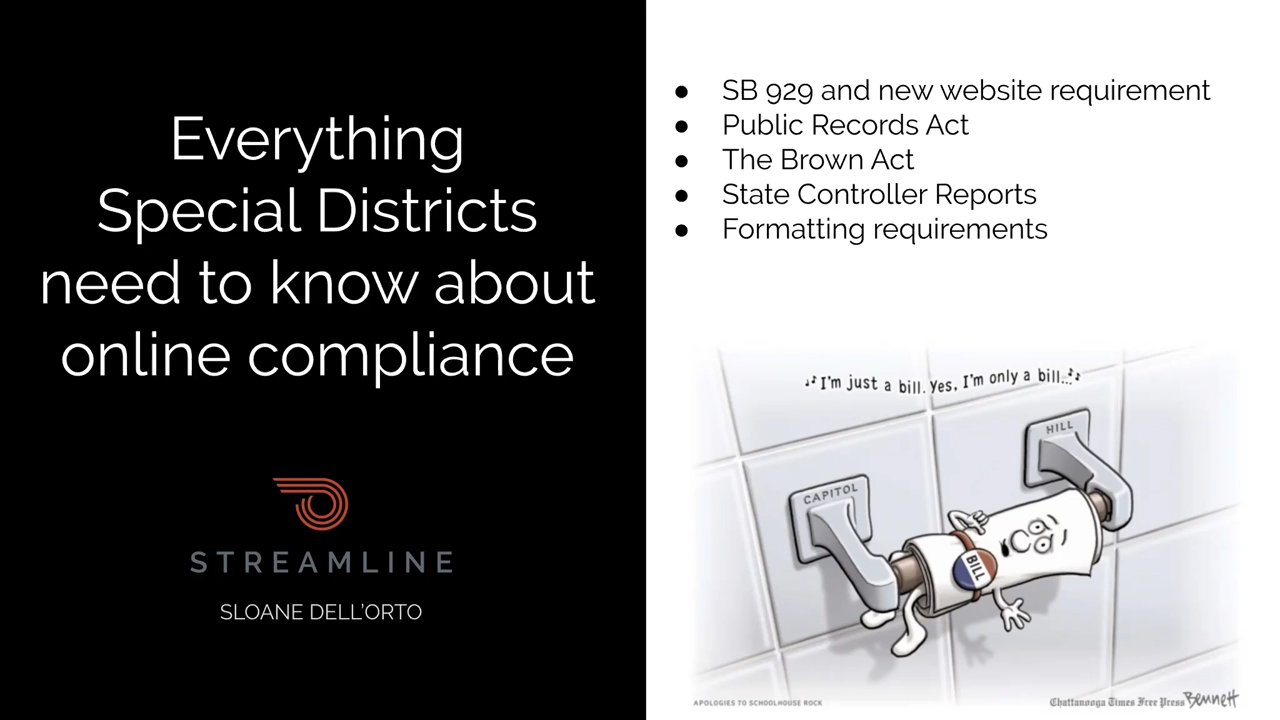 Everything
Special Districts
need to know about
online compliance
STREAMLINE
SLOANE DELL'ORTO
● SB 929 and new website requirement
● Public Records Act
● The Brown Act
● State Controller Reports
● Formatting requirements
♪♪I'm just a bill. Yes, I'm only a bill...♪♪
HILL
CAPITOL
BILL
APOLOGIES TO SCHOOLHOUSE ROCK
Chattanooga Times Free Press Bennett